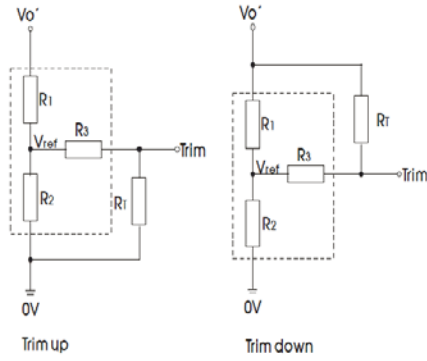 Vo'
R1
Vref
R3
Trim
R2
RT
0V
Trim up
Vo'
R1
RT
Vref
R3
Trim
R2
0V
Trim down